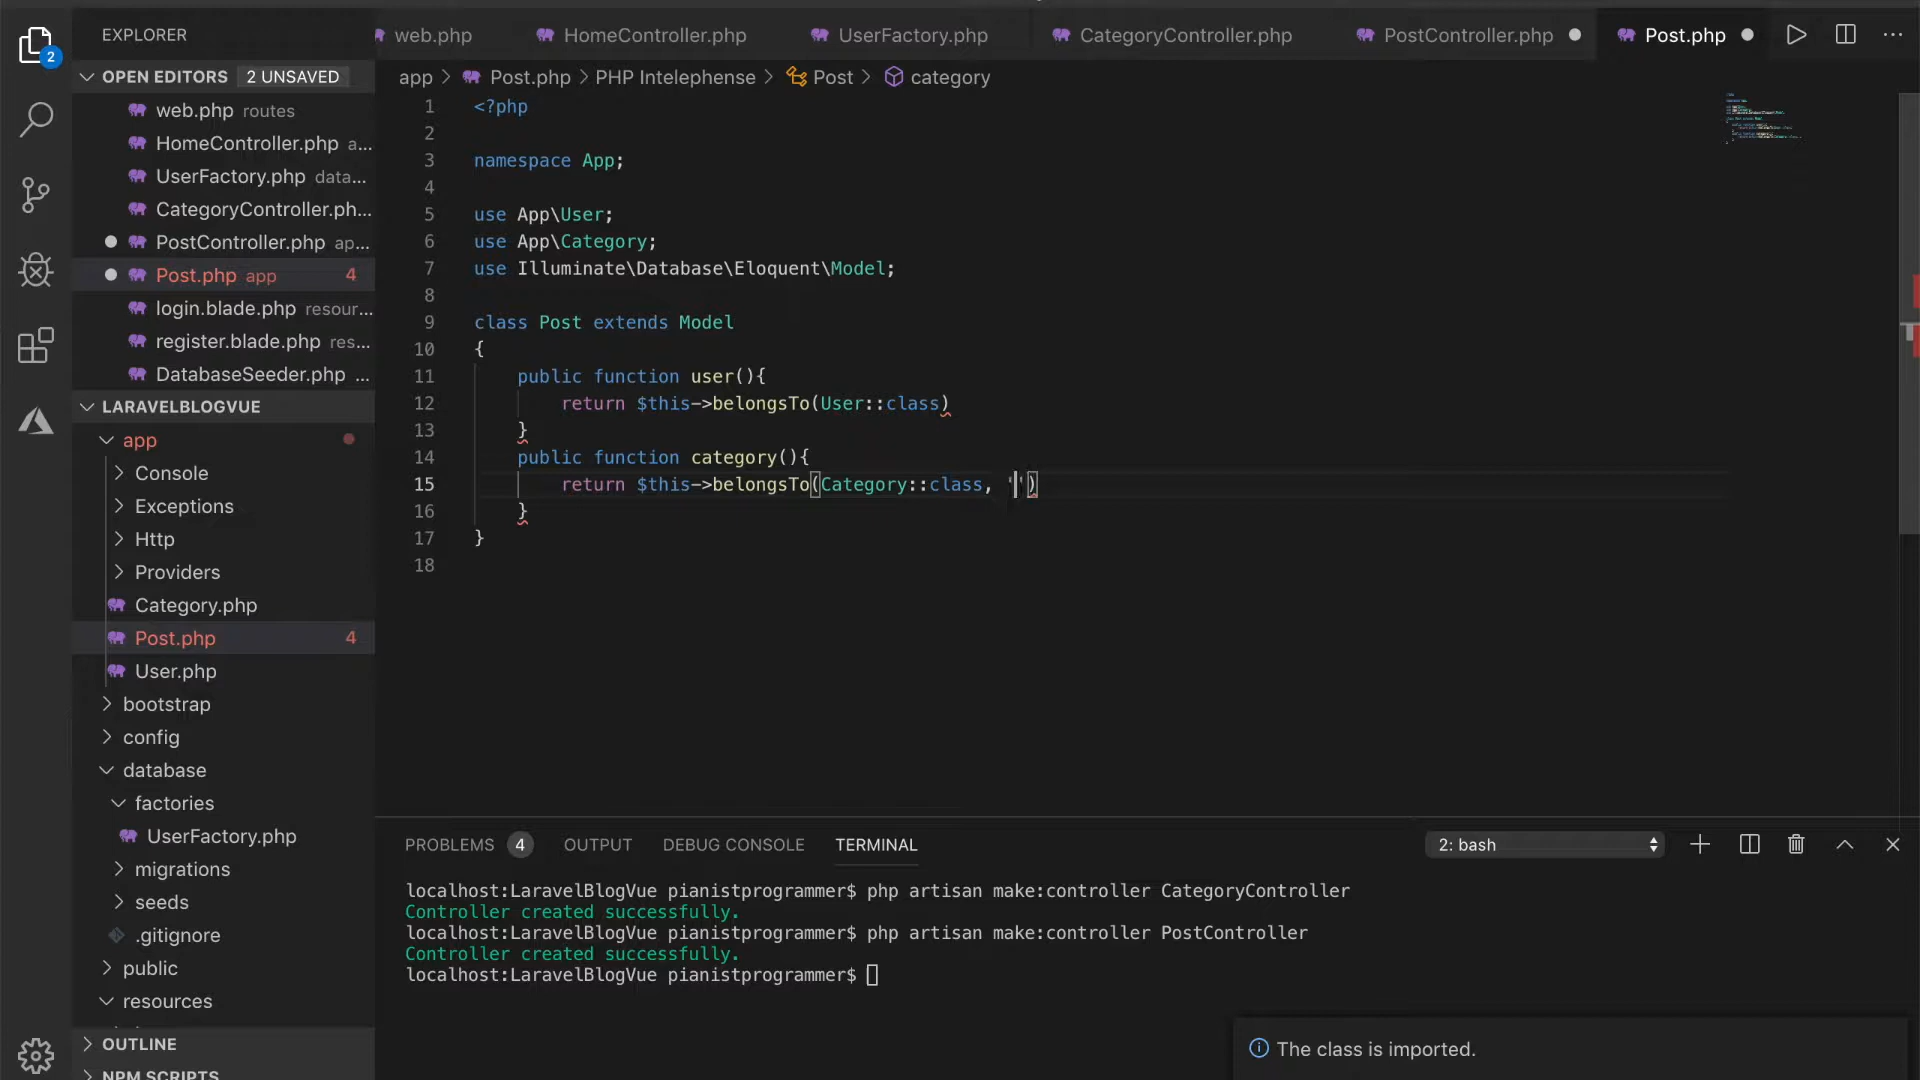 EXPLORER
web.php
HomeController.php
UserFactory.php
CategoryController.php
PostController.php
Post.php
2
OPEN EDITORS 2 UNSAVED
web.php routes
HomeController.php a...
UserFactory.php data...
CategoryController.ph...
PostController.php ap...
Post.php app 4
login.blade.php resour...
register.blade.php res...
DatabaseSeeder.php ...
LARAVELBLOGVUE
app
Console
Exceptions
Http
Providers
Category.php
Post.php 4
User.php
bootstrap
config
database
factories
UserFactory.php
migrations
seeds
.gitignore
public
resources
OUTLINE
NPM SCRIPTS
app > Post.php > PHP Intelephense > Post > category
1 <?php
2
3 namespace App;
4
5 use App\User;
6 use App\Category;
7 use Illuminate\Database\Eloquent\Model;
8
9 class Post extends Model
10 {
11 public function user(){
12 return $this->belongsTo(User::class)
13 }
14 public function category(){
15 return $this->belongsTo(Category::class, '')
16 }
17 }
18
PROBLEMS 4 OUTPUT DEBUG CONSOLE TERMINAL
2: bash
localhost:LaravelBlogVue pianistprogrammer$ php artisan make:controller CategoryController
Controller created successfully.
localhost:LaravelBlogVue pianistprogrammer$ php artisan make:controller PostController
Controller created successfully.
localhost:LaravelBlogVue pianistprogrammer$
The class is imported.